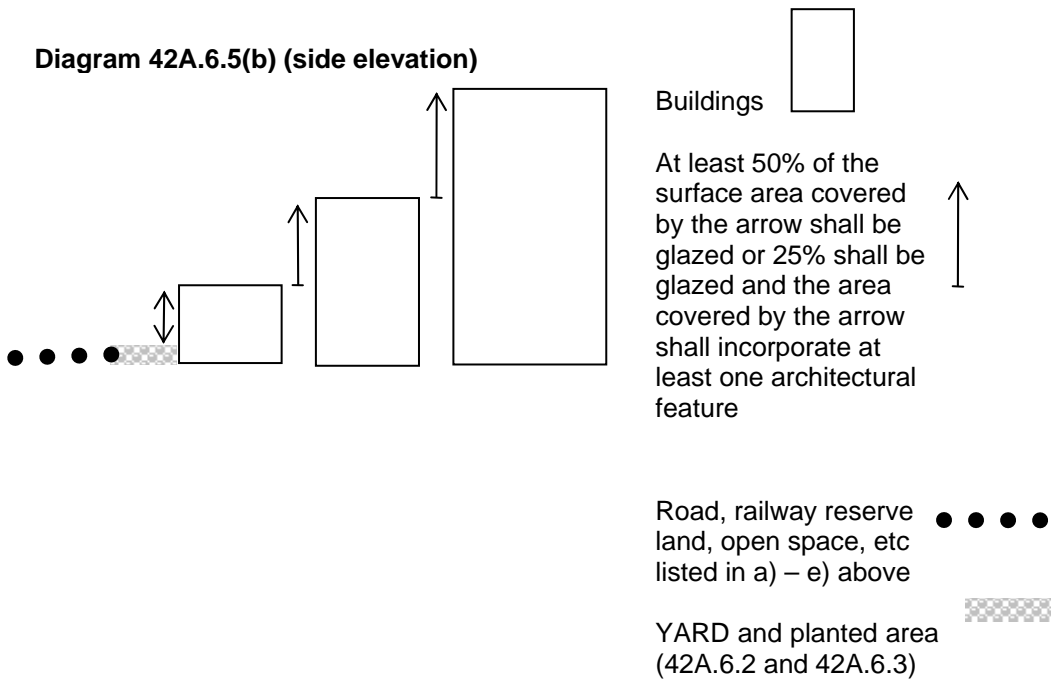 Diagram 42A.6.5(b) (side elevation)
Buildings
At least 50% of the
surface area covered
by the arrow shall be
glazed or 25% shall be
glazed and the area
covered by the arrow
shall incorporate at
least one architectural
feature
Road, railway reserve
land, open space, etc
listed in a) – e) above
YARD and planted area
(42A.6.2 and 42A.6.3)